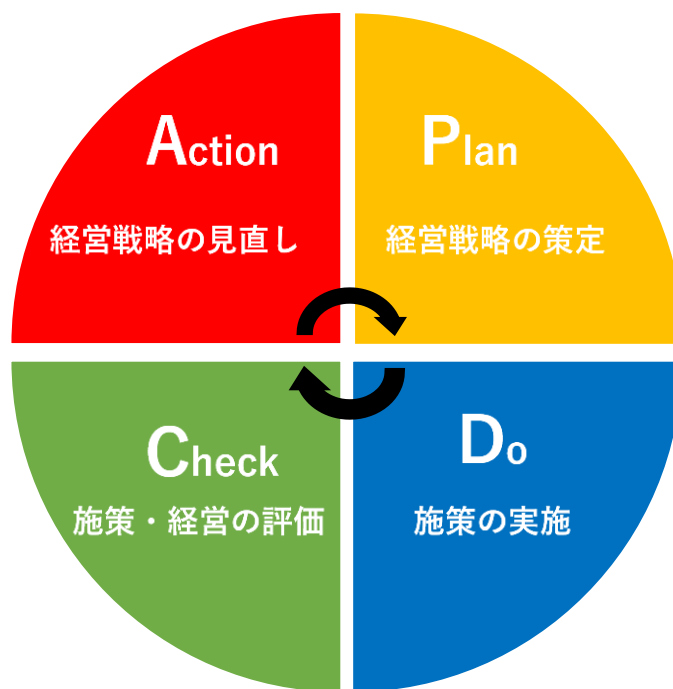 Action
経営戦略の見直し
Plan
経営戦略の策定
Check
施策・経営の評価
Do
施策の実施